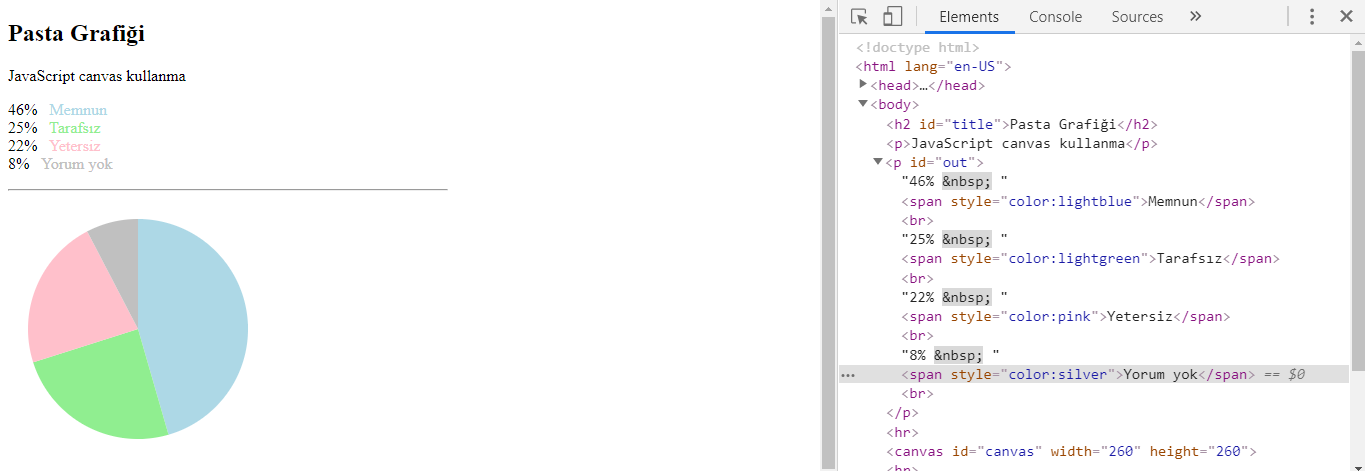 Pasta Grafiği
JavaScript canvas kullanma
46% Memnun
25% Tarafsız
22% Yetersiz
8% Yorum yok
Elements Console Sources »
<!doctype html>
<html lang="en-US">
<head>…</head>
<body>
<h2 id="title">Pasta Grafiği</h2>
<p>JavaScript canvas kullanma</p>
<p id="out">
"46% &nbsp; "
<span style="color:lightblue">Memnun</span>
<br>
"25% &nbsp; "
<span style="color:lightgreen">Tarafsız</span>
<br>
"22% &nbsp; "
<span style="color:pink">Yetersiz</span>
<br>
"8% &nbsp; "
<span style="color:silver">Yorum yok</span> == $0
<br>
</p>
<hr>
<canvas id="canvas" width="260" height="260">
<br>